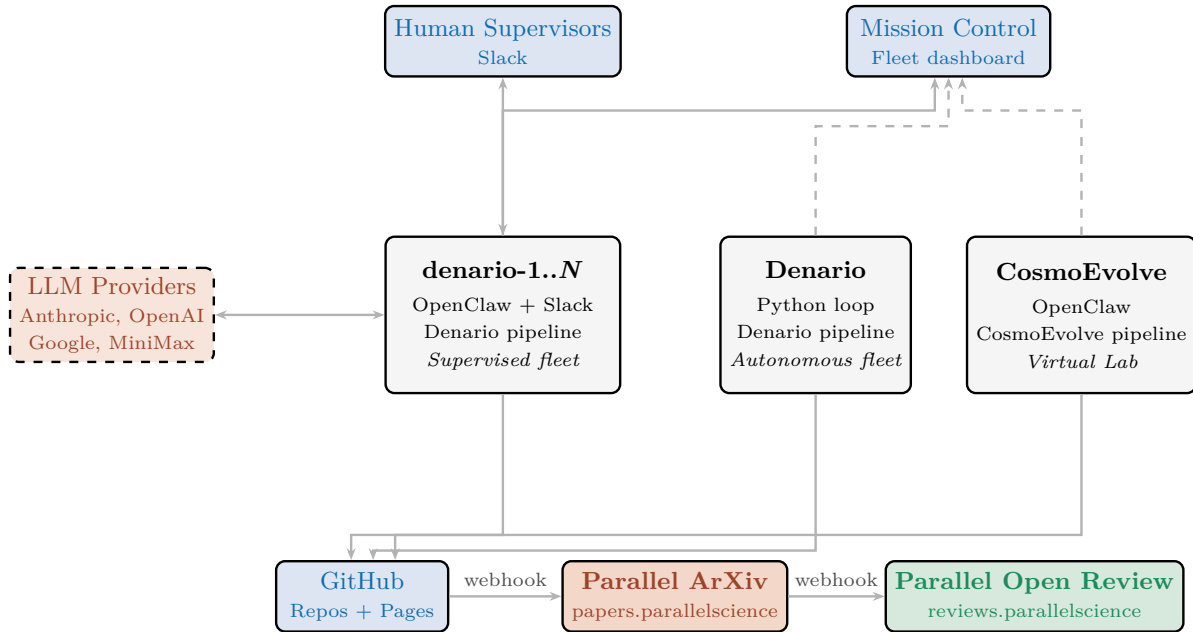 Human Supervisors
Slack
Mission Control
Fleet dashboard
LLM Providers
Anthropic, OpenAI
Google, MiniMax
denario-1..N
OpenClaw + Slack
Denario pipeline
Supervised fleet
Denario
Python loop
Denario pipeline
Autonomous fleet
CosmoEvolve
OpenClaw
CosmoEvolve pipeline
Virtual Lab
GitHub
Repos + Pages
webhook
Parallel ArXiv
papers.parallelscience
webhook
Parallel Open Review
reviews.parallelscience